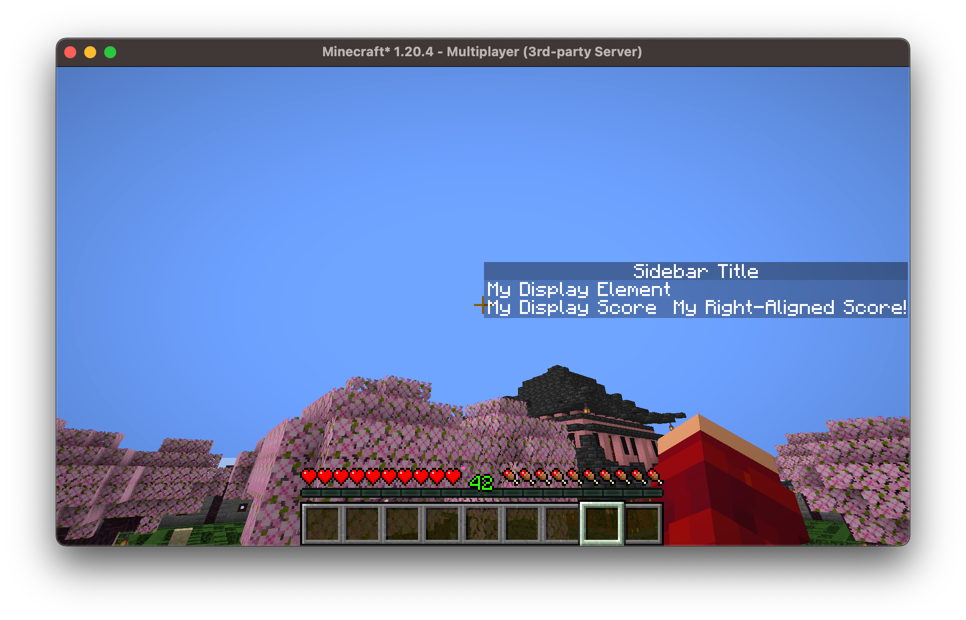 Minecraft* 1.20.4 - Multiplayer (3rd-party Server)
Sidebar Title
My Display Element
My Display Score My Right-Aligned Score!
42